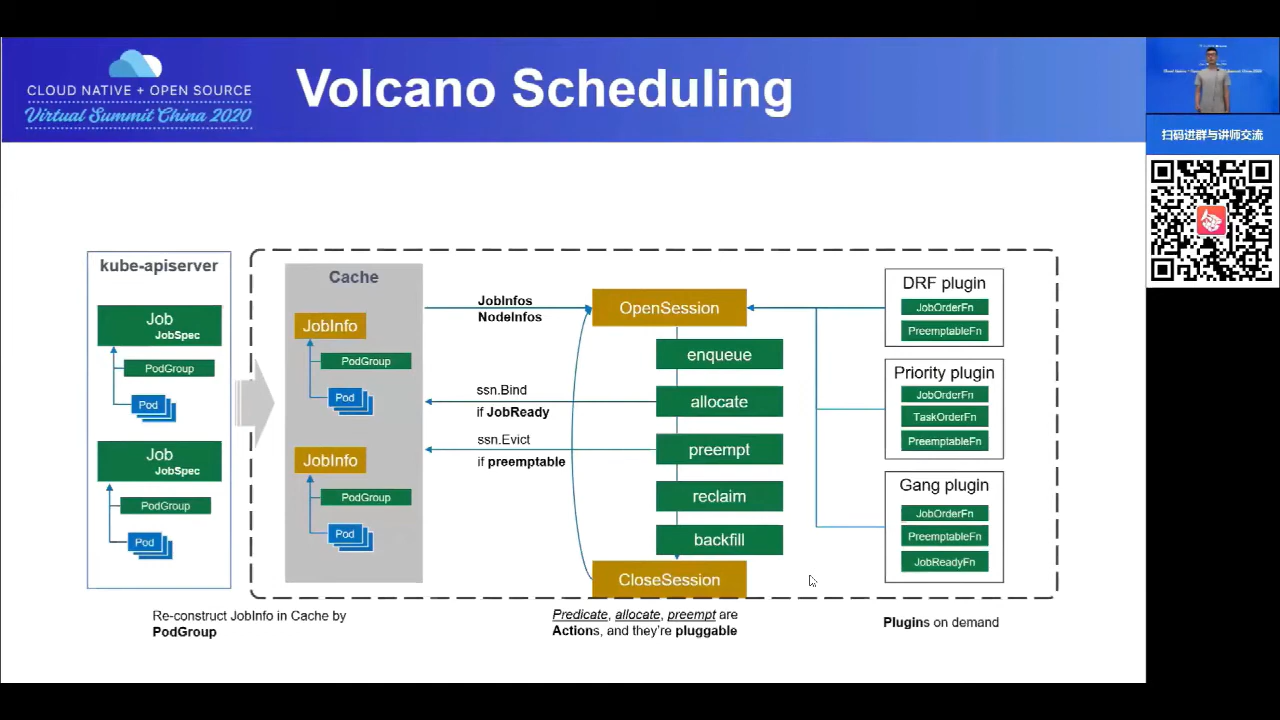 CLOUD NATIVE + OPEN SOURCE
Virtual Summit China 2020
Volcano Scheduling
扫码进群与讲师交流
kube-apiserver
Job
JobSpec
PodGroup
Pod
Job
JobSpec
PodGroup
Pod
Cache
JobInfo
PodGroup
Pod
JobInfo
PodGroup
Pod
JobInfos
NodeInfos
ssn.Bind
if JobReady
ssn.Evict
if preemptable
OpenSession
enqueue
allocate
preempt
reclaim
backfill
CloseSession
DRF plugin
JobOrderFn
PreemptableFn
Priority plugin
JobOrderFn
TaskOrderFn
PreemptableFn
Gang plugin
JobOrderFn
PreemptableFn
JobReadyFn
Re-construct JobInfo in Cache by
PodGroup
Predicate, allocate, preempt are
Actions, and they're pluggable
Plugins on demand